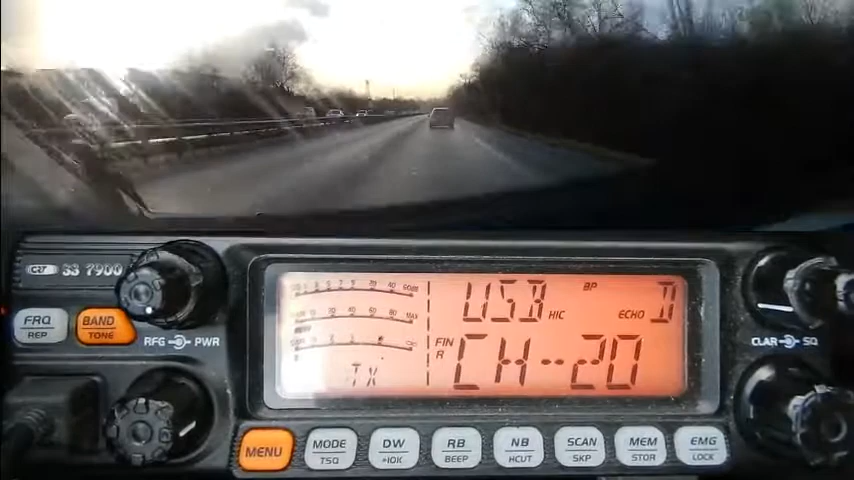 CRT SS 7900
FRQ
REP
BAND
TONE
RFG PWR
USB HIC BP ECHO D
FIN
R
CH-20
TX
CLAR SQ
MENU
MODE
TSQ
DW
+10K
RB
BEEP
NB
HCUT
SCAN
SKP
MEM
STOR
EMG
LOCK